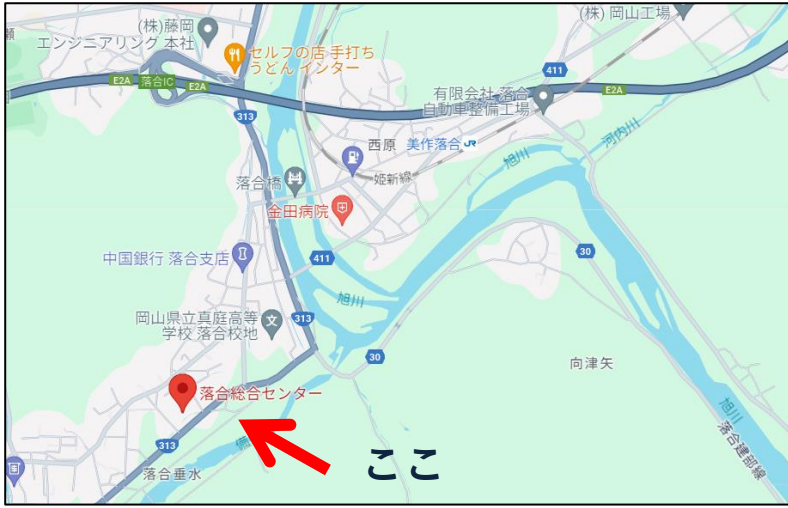 (株)藤岡
エンジニアリング 本社
(株) 岡山工場
セルフの店 手打ち
うどん インター
E2A
落合IC
E2A
411
E2A
有限会社 落合
自動車整備工場
313
西原
美作落合
JR
河内川
旭川
姫新線
落合橋
金田病院
中国銀行 落合支店
411
30
旭川
岡山県立真庭高等
学校 落合校地
文
313
30
向津矢
落合総合センター
旭川
落合建部線
313
落合垂水
ここ